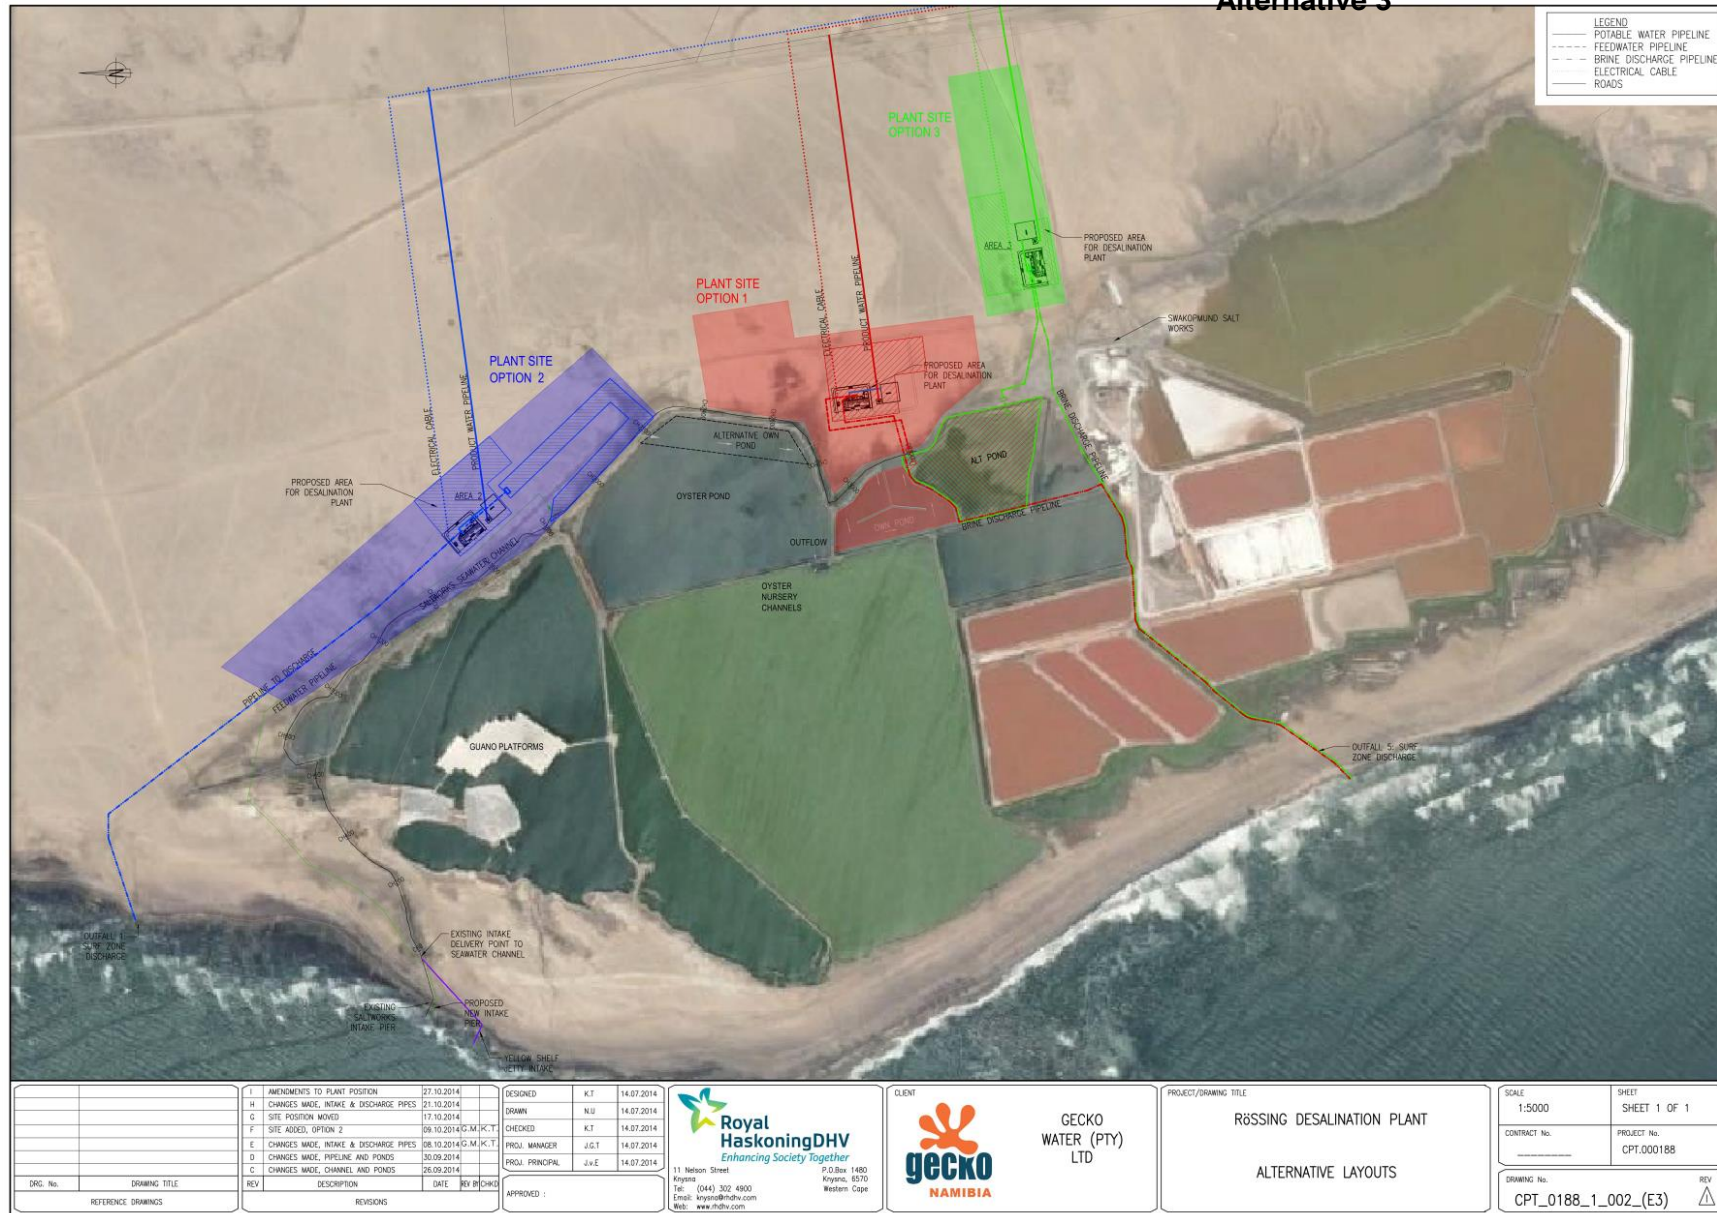 Alternative 3
LEGEND
POTABLE WATER PIPELINE
FEEDWATER PIPELINE
BRINE DISCHARGE PIPELINE
ELECTRICAL CABLE
ROADS
N
PLANT SITE
OPTION 3
AREA 3
PROPOSED AREA
FOR DESALINATION
PLANT
SWAKOPMUND SALT
WORKS
PLANT SITE
OPTION 1
ELECTRICAL CABLE
PRODUCT WATER PIPELINE
PROPOSED AREA
FOR DESALINATION
PLANT
PLANT SITE
OPTION 2
ELECTRICAL CABLE
PRODUCT WATER PIPELINE
PROPOSED AREA
FOR DESALINATION
PLANT
AREA 2
ALTERNATIVE OWN
POND
OYSTER POND
ALT POND
OWN POND
BRINE DISCHARGE PIPELINE
BRINE DISCHARGE PIPELINE
OUTFLOW
OYSTER
NURSERY
CHANNELS
SALTWORKS SEAWATER CHANNEL
PIPELINE TO DISCHARGE
FEEDWATER PIPELINE
GUANO PLATFORMS
OUTFALL 5: SURF
ZONE DISCHARGE
OUTFALL 1:
SURF ZONE
DISCHARGE
EXISTING INTAKE
DELIVERY POINT TO
SEAWATER CHANNEL
EXISTING
SALTWORKS
INTAKE PIER
PROPOSED
NEW INTAKE
PIER
YELLOW SHELF
JETTY INTAKE
DRG. No. DRAWING TITLE
REFERENCE DRAWINGS
I AMENDMENTS TO PLANT POSITION 27.10.2014
H CHANGES MADE, INTAKE & DISCHARGE PIPES 21.10.2014
G SITE POSITION MOVED 17.10.2014
F SITE ADDED, OPTION 2 09.10.2014 G.M. K.T.
E CHANGES MADE, INTAKE & DISCHARGE PIPES 08.10.2014 G.M. K.T.
D CHANGES MADE, PIPELINE AND PONDS 30.09.2014
C CHANGES MADE, CHANNEL AND PONDS 26.09.2014
REV DESCRIPTION DATE REV BY CHKD
REVISIONS
DESIGNED K.T 14.07.2014
DRAWN N.U 14.07.2014
CHECKED K.T 14.07.2014
PROJ. MANAGER J.G.T 14.07.2014
PROJ. PRINCIPAL J.v.E 14.07.2014
APPROVED :
Royal
HaskoningDHV
Enhancing Society Together
11 Nelson Street P.O.Box 1480
Knysna Knysna, 6570
Tel: (044) 302 4900 Western Cape
Email: knysna@rhdhv.com
Web: www.rhdhv.com
CLIENT
gecko
NAMIBIA
GECKO
WATER (PTY)
LTD
PROJECT/DRAWING TITLE
RöSSING DESALINATION PLANT
ALTERNATIVE LAYOUTS
SCALE
1:5000
SHEET
SHEET 1 OF 1
CONTRACT No.
PROJECT No.
CPT.000188
DRAWING No.
CPT_0188_1_002_(E3)
REV
I